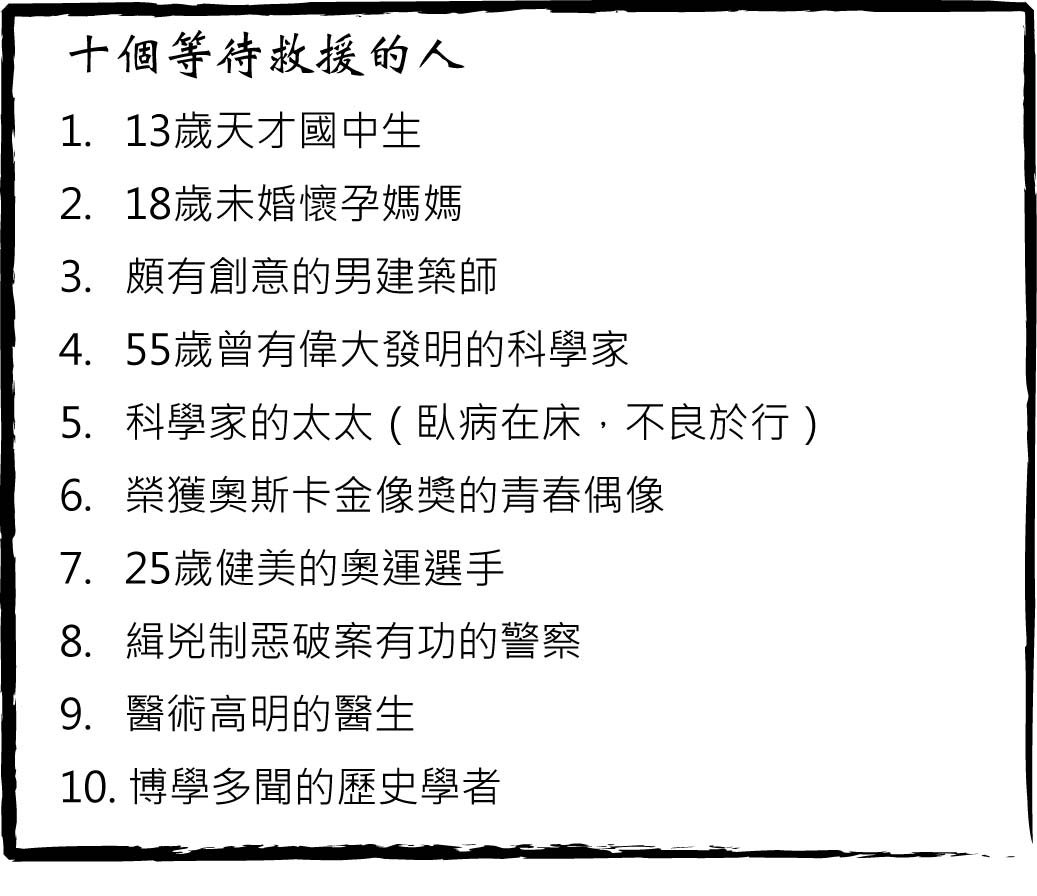 十個等待救援的人
1. 13歲天才國中生
2. 18歲未婚懷孕媽媽
3. 頗有創意的男建築師
4. 55歲曾有偉大發明的科學家
5. 科學家的太太（臥病在床，不良於行）
6. 榮獲奧斯卡金像獎的青春偶像
7. 25歲健美的奧運選手
8. 緝兇制惡破案有功的警察
9. 醫術高明的醫生
10. 博學多聞的歷史學者